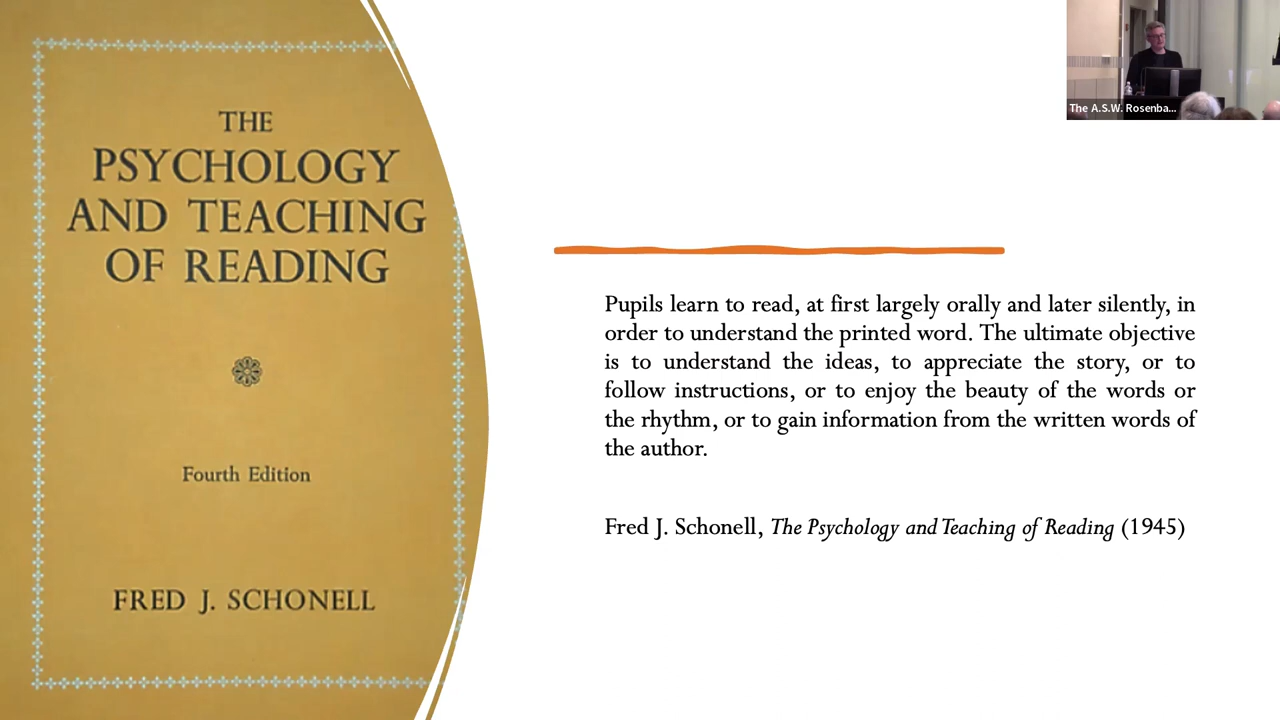 THE
PSYCHOLOGY
AND TEACHING
OF READING
Fourth Edition
FRED J. SCHONELL
The A.S.W. Rosenba...
Pupils learn to read, at first largely orally and later silently, in
order to understand the printed word. The ultimate objective
is to understand the ideas, to appreciate the story, or to
follow instructions, or to enjoy the beauty of the words or
the rhythm, or to gain information from the written words of
the author.
Fred J. Schonell, The Psychology and Teaching of Reading (1945)